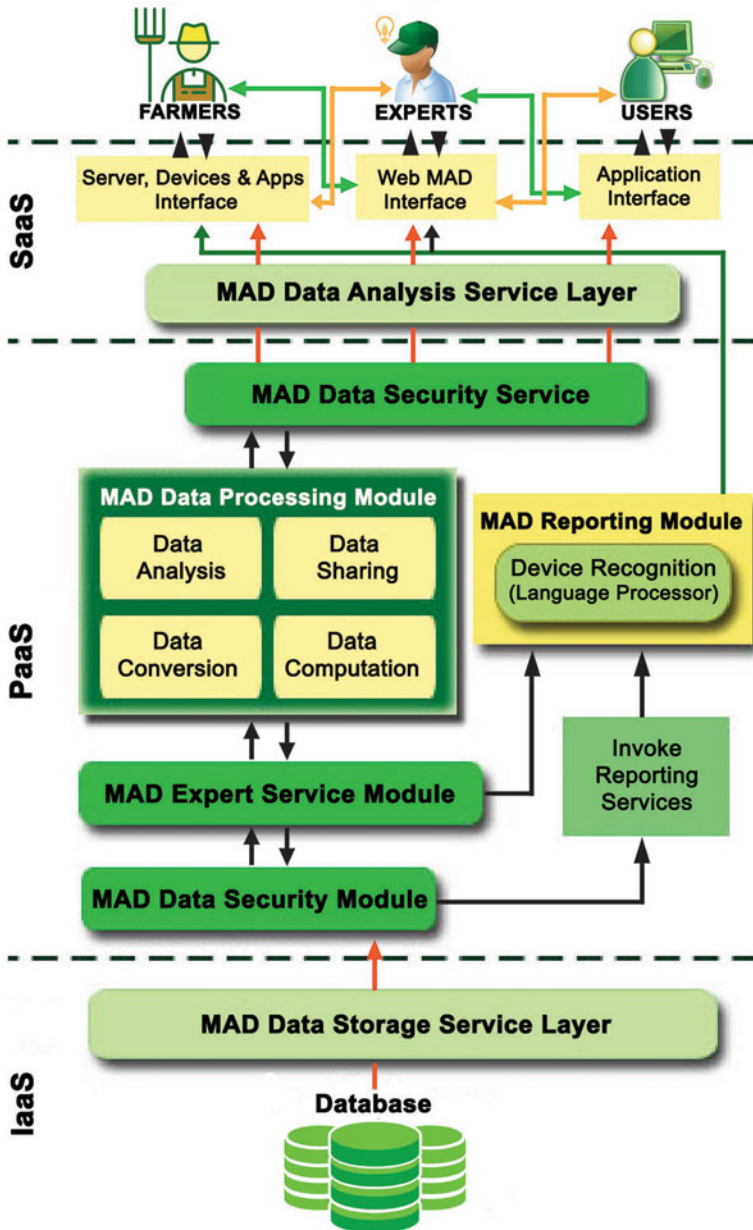 FARMERS
EXPERTS
USERS
SaaS
Server, Devices & Apps
Interface
Web MAD
Interface
Application
Interface
MAD Data Analysis Service Layer
PaaS
MAD Data Security Service
MAD Data Processing Module
Data
Analysis
Data
Sharing
Data
Conversion
Data
Computation
MAD Reporting Module
Device Recognition
(Language Processor)
Invoke
Reporting
Services
MAD Expert Service Module
MAD Data Security Module
IaaS
MAD Data Storage Service Layer
Database